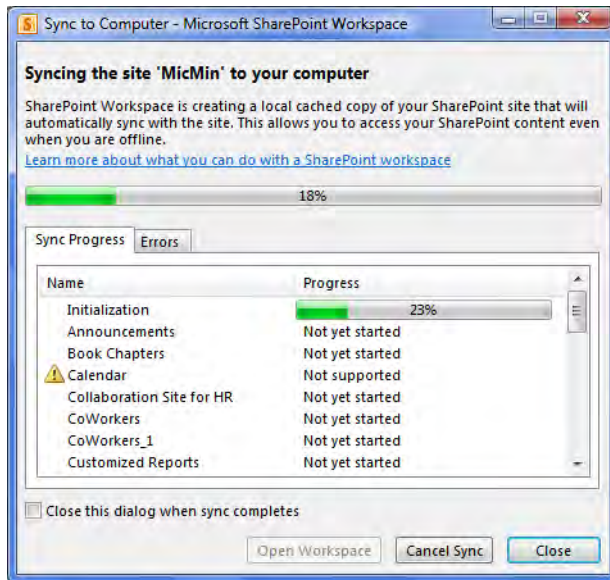 Sync to Computer - Microsoft SharePoint Workspace
Syncing the site 'MicMin' to your computer
SharePoint Workspace is creating a local cached copy of your SharePoint site that will
automatically sync with the site. This allows you to access your SharePoint content even
when you are offline.
Learn more about what you can do with a SharePoint workspace
18%
Sync Progress Errors
Name Progress
Initialization 23%
Announcements Not yet started
Book Chapters Not yet started
Calendar Not supported
Collaboration Site for HR Not yet started
CoWorkers Not yet started
CoWorkers_1 Not yet started
Customized Reports Not yet started
Close this dialog when sync completes
Open Workspace Cancel Sync Close